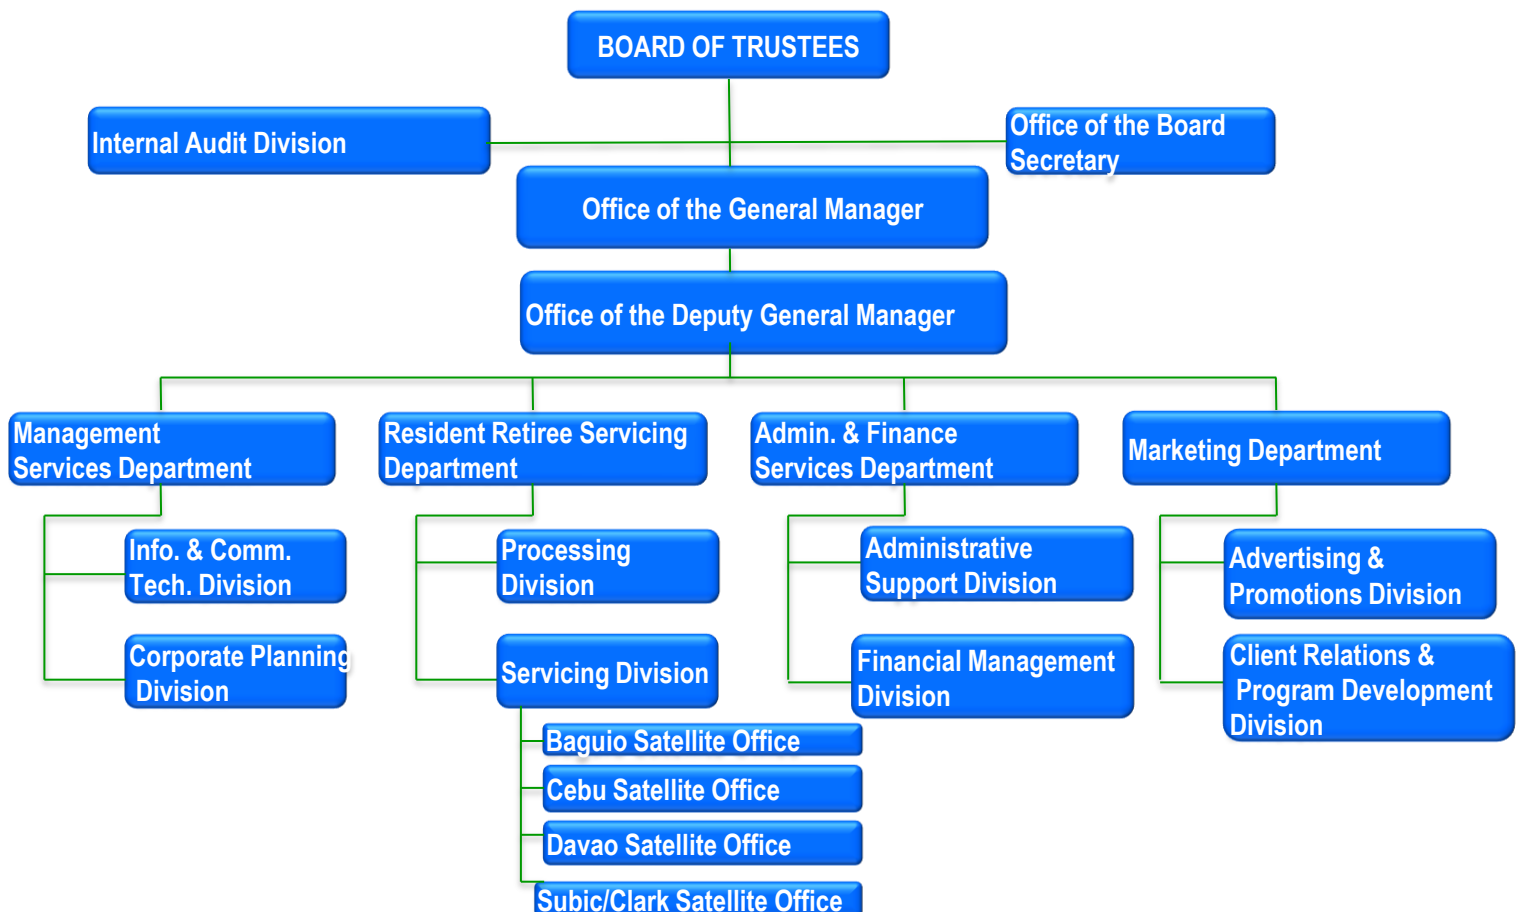 BOARD OF TRUSTEES
Internal Audit Division
Office of the Board
Secretary
Office of the General Manager
Office of the Deputy General Manager
Management
Services Department
Resident Retiree Servicing
Department
Admin. & Finance
Services Department
Marketing Department
Info. & Comm.
Tech. Division
Processing
Division
Administrative
Support Division
Advertising &
Promotions Division
Corporate Planning
Division
Servicing Division
Financial Management
Division
Client Relations &
Program Development
Division
Baguio Satellite Office
Cebu Satellite Office
Davao Satellite Office
Subic/Clark Satellite Office